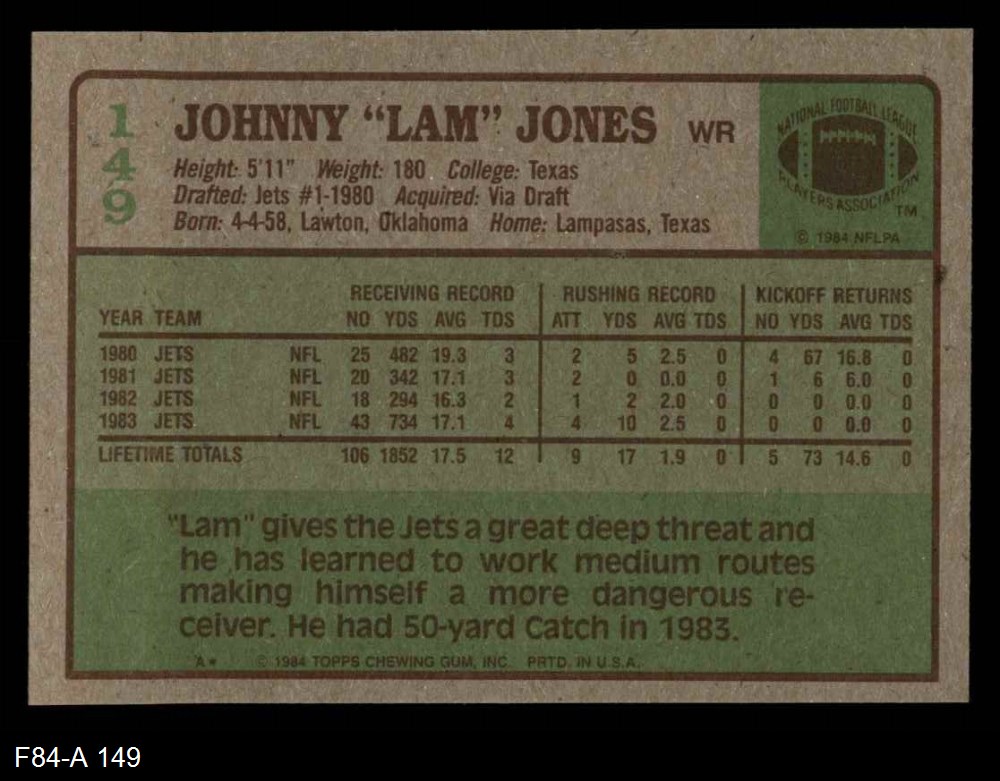 149
JOHNNY “LAM” JONES WR
Height: 5'11" Weight: 180 College: Texas
Drafted: Jets #1-1980 Acquired: Via Draft
Born: 4-4-58, Lawton, Oklahoma Home: Lampasas, Texas
NATIONAL FOOTBALL LEAGUE
PLAYERS ASSOCIATION
TM
© 1984 NFLPA
RECEIVING RECORD RUSHING RECORD KICKOFF RETURNS
YEAR TEAM NO YDS AVG TDS ATT YDS AVG TDS NO YDS AVG TDS
1980 JETS NFL 25 482 19.3 3 2 5 2.5 0 4 67 16.8 0
1981 JETS NFL 20 342 17.1 3 2 0 0.0 0 1 6 6.0 0
1982 JETS NFL 18 294 16.3 2 1 2 2.0 0 0 0 0.0 0
1983 JETS NFL 43 734 17.1 4 4 10 2.5 0 0 0 0.0 0
LIFETIME TOTALS 106 1852 17.5 12 9 17 1.9 0 5 73 14.6 0
"Lam" gives the Jets a great deep threat and
he has learned to work medium routes
making himself a more dangerous re-
ceiver. He had 50-yard Catch in 1983.
A* © 1984 TOPPS CHEWING GUM, INC. PRTD. IN U.S.A.
F84-A 149